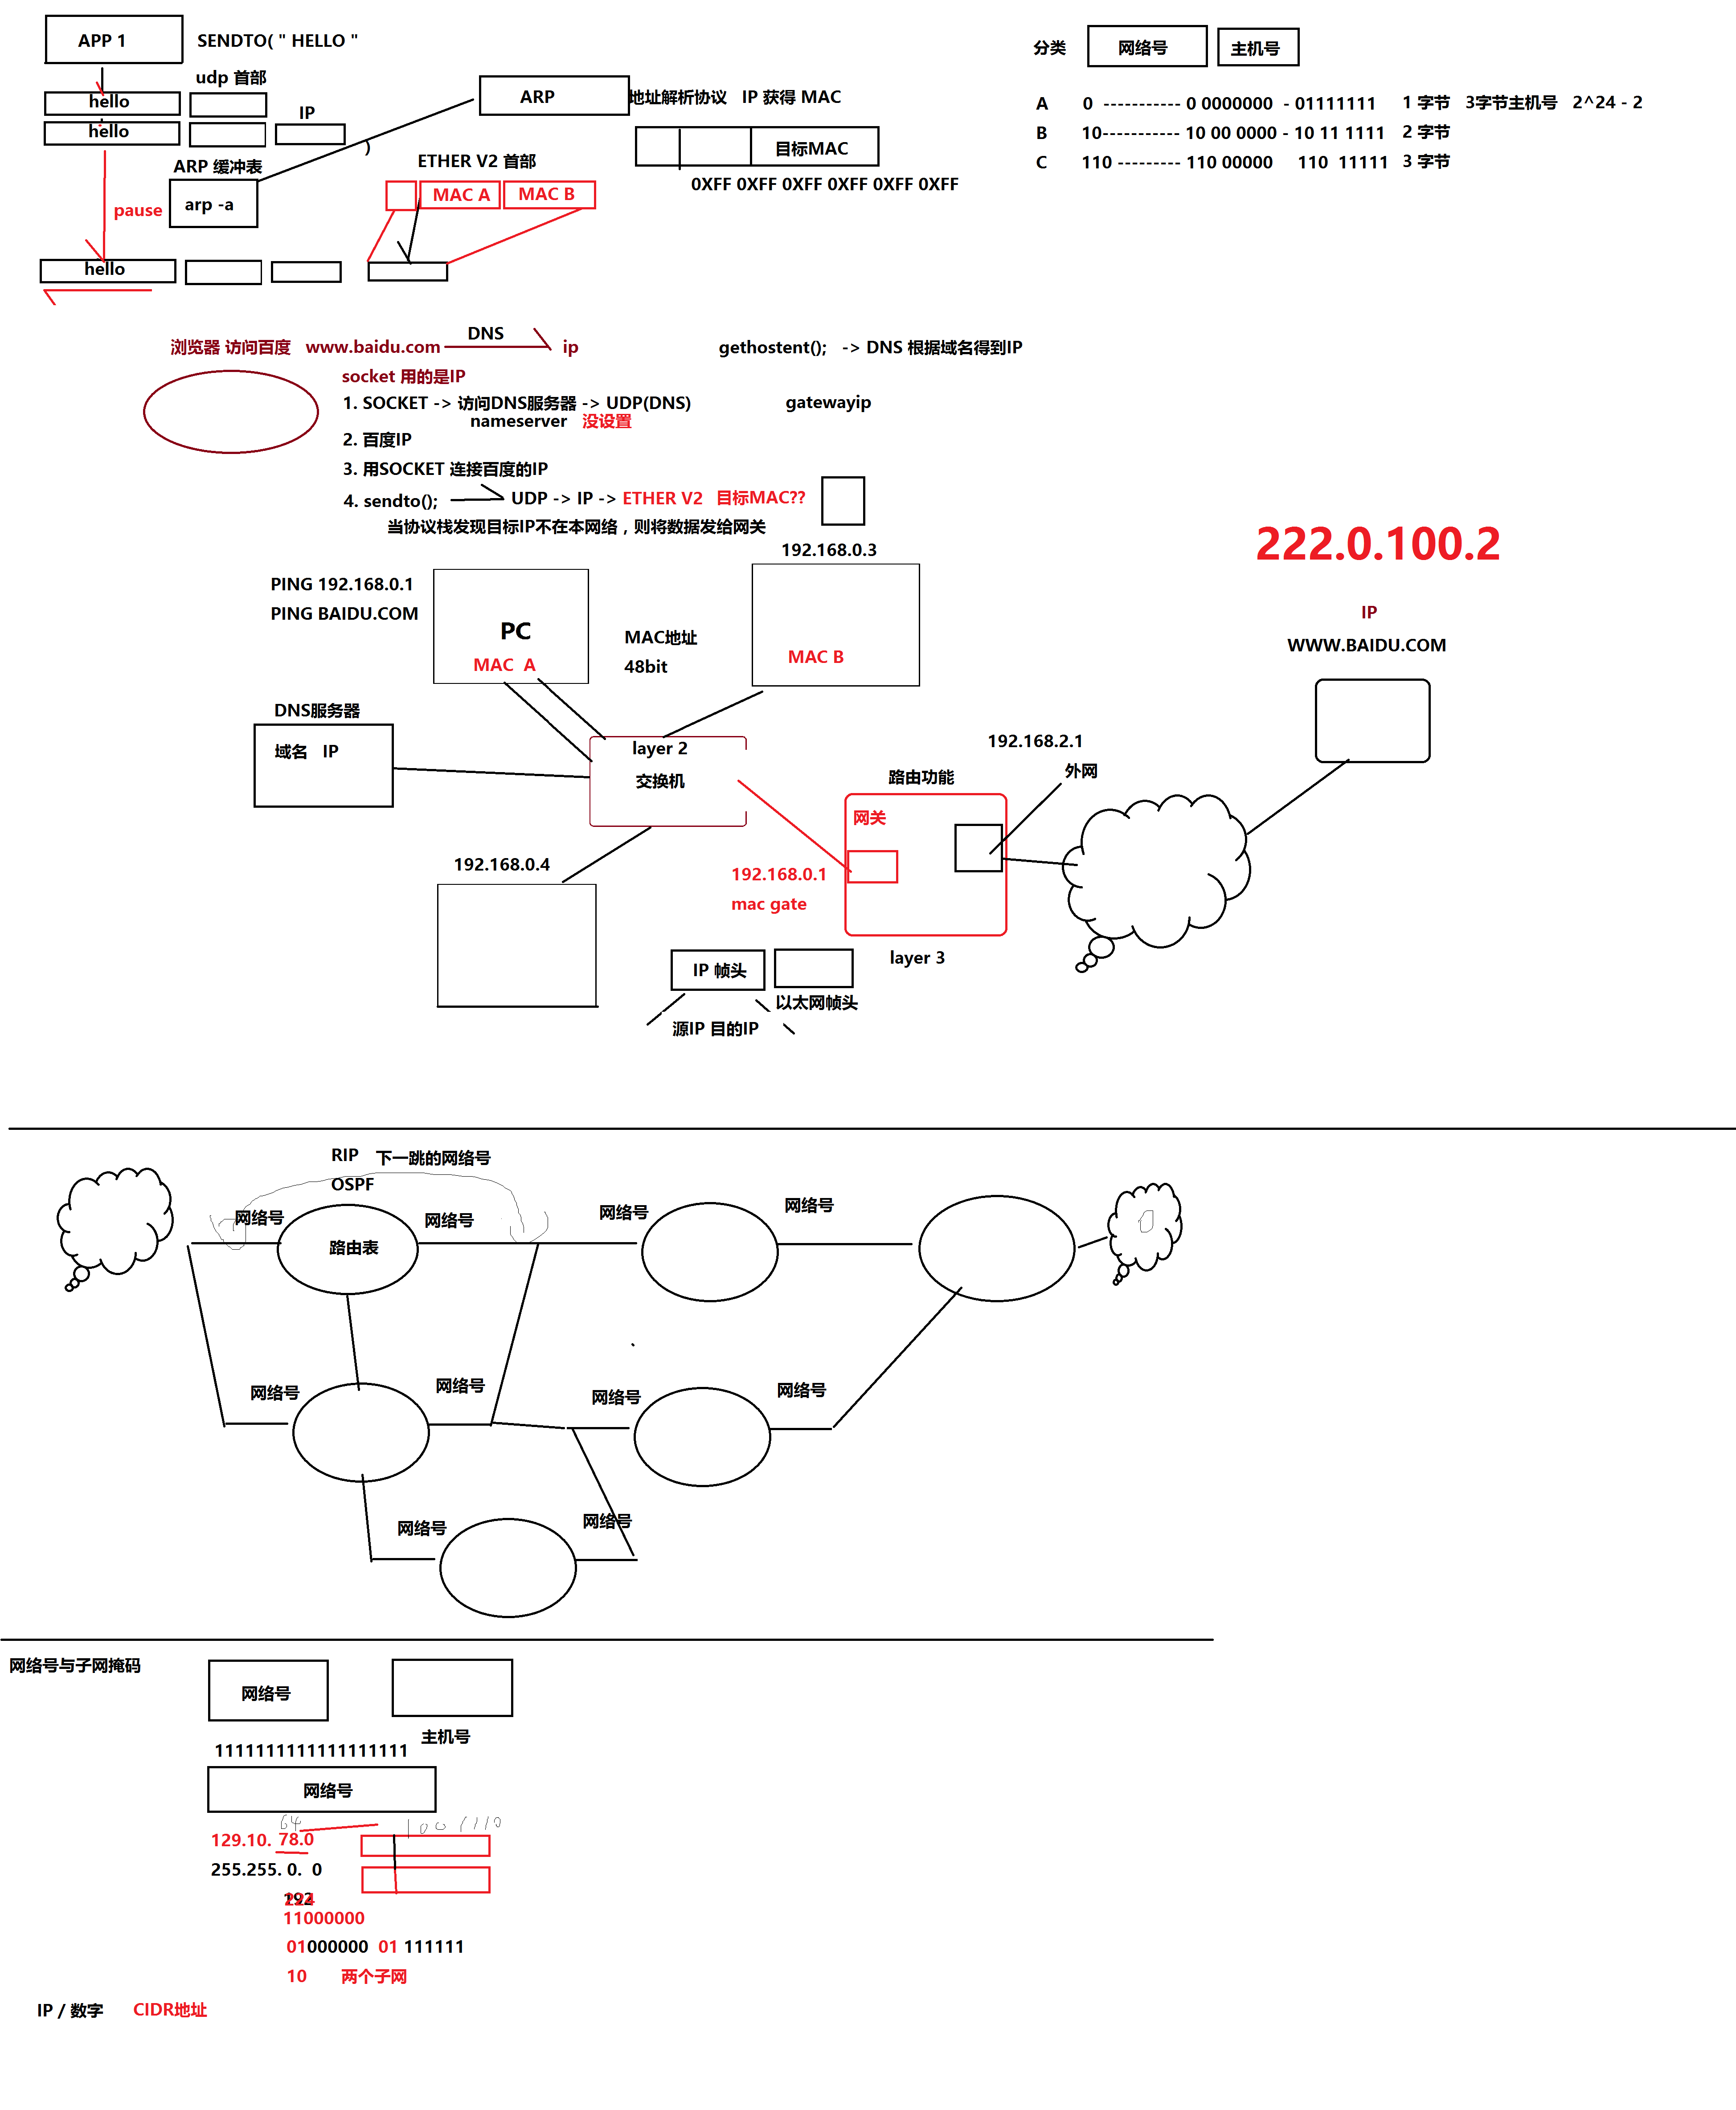 APP 1
SENDTO( " HELLO "
udp 首部
hello
IP
hello
ARP 缓冲表
)
arp -a
pause
ARP
地址解析协议 IP 获得 MAC
目标MAC
0XFF 0XFF 0XFF 0XFF 0XFF 0XFF
ETHER V2 首部
MAC A
MAC B
hello
分类
网络号
主机号
A 0 ----------- 0 0000000 - 01111111 1 字节 3字节主机号 2^24 - 2
B 10----------- 10 00 0000 - 10 11 1111 2 字节
C 110 --------- 110 00000 110 11111 3 字节
浏览器 访问百度 www.baidu.com
DNS
ip
gethostent(); -> DNS 根据域名得到IP
socket 用的是IP
1. SOCKET -> 访问DNS服务器 -> UDP(DNS)
gatewayip
nameserver 没设置
2. 百度IP
3. 用SOCKET 连接百度的IP
4. sendto();
UDP -> IP -> ETHER V2 目标MAC??
当协议栈发现目标IP不在本网络，则将数据发给网关
222.0.100.2
192.168.0.3
PING 192.168.0.1
PING BAIDU.COM
PC
MAC A
MAC地址
48bit
MAC B
IP
WWW.BAIDU.COM
DNS服务器
域名 IP
layer 2
交换机
192.168.2.1
外网
路由功能
网关
192.168.0.4
192.168.0.1
mac gate
layer 3
IP 帧头
以太网帧头
源IP 目的IP
RIP 下一跳的网络号
OSPF
网络号
网络号
网络号
网络号
路由表
网络号
网络号
网络号
网络号
网络号
网络号
网络号与子网掩码
网络号
主机号
1111111111111111111
网络号
64
1001110
129.10. 78.0
255.255. 0. 0
192
224
11000000
01000000 01 111111
10 两个子网
IP / 数字 CIDR地址